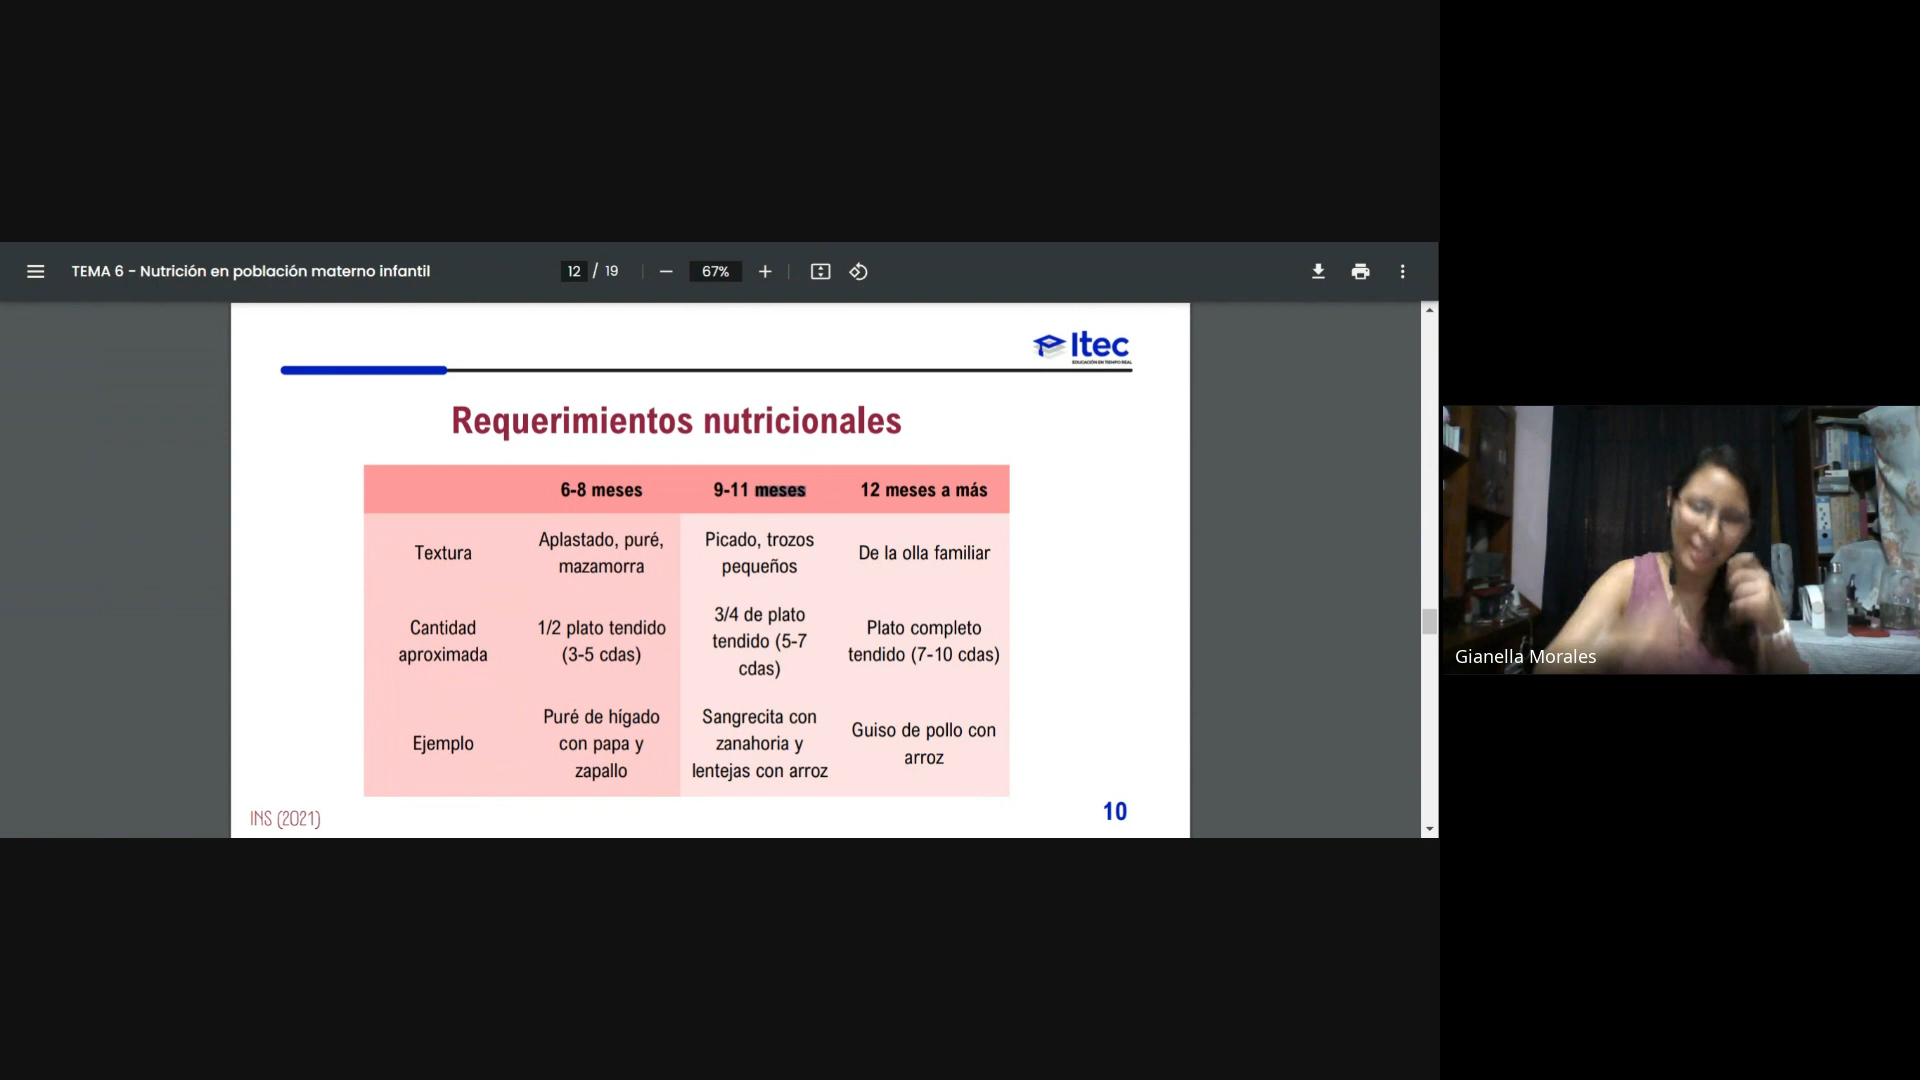 TEMA 6 - Nutrición en población materno infantil
12 / 19
67%
Itec
EDUCACIÓN EN TIEMPO REAL
Requerimientos nutricionales
6-8 meses
9-11 meses
12 meses a más
Textura
Aplastado, puré,
mazamorra
Picado, trozos
pequeños
De la olla familiar
Cantidad
aproximada
1/2 plato tendido
(3-5 cdas)
3/4 de plato
tendido (5-7
cdas)
Plato completo
tendido (7-10 cdas)
Ejemplo
Puré de hígado
con papa y
zapallo
Sangrecita con
zanahoria y
lentejas con arroz
Guiso de pollo con
arroz
INS (2021)
10
Gianella Morales